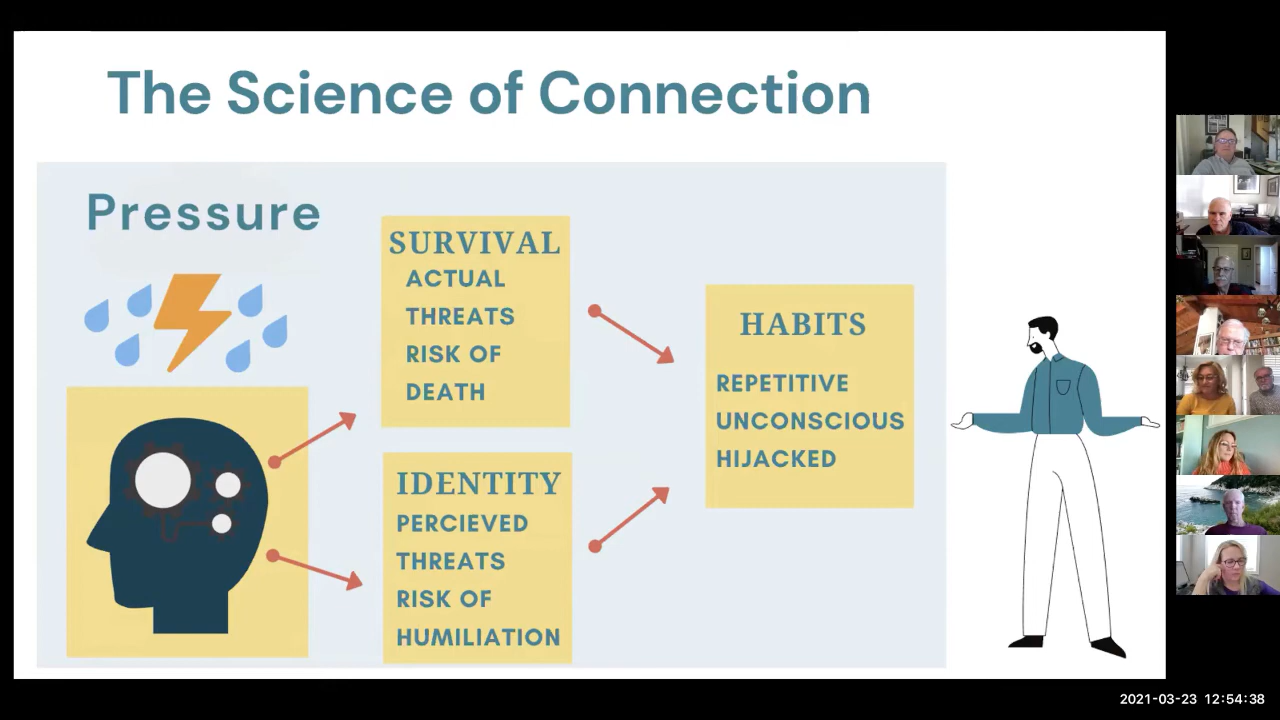 The Science of Connection
Pressure
SURVIVAL
ACTUAL
THREATS
RISK OF
DEATH
IDENTITY
PERCIEVED
THREATS
RISK OF
HUMILIATION
HABITS
REPETITIVE
UNCONSCIOUS
HIJACKED
2021-03-23 12:54:38